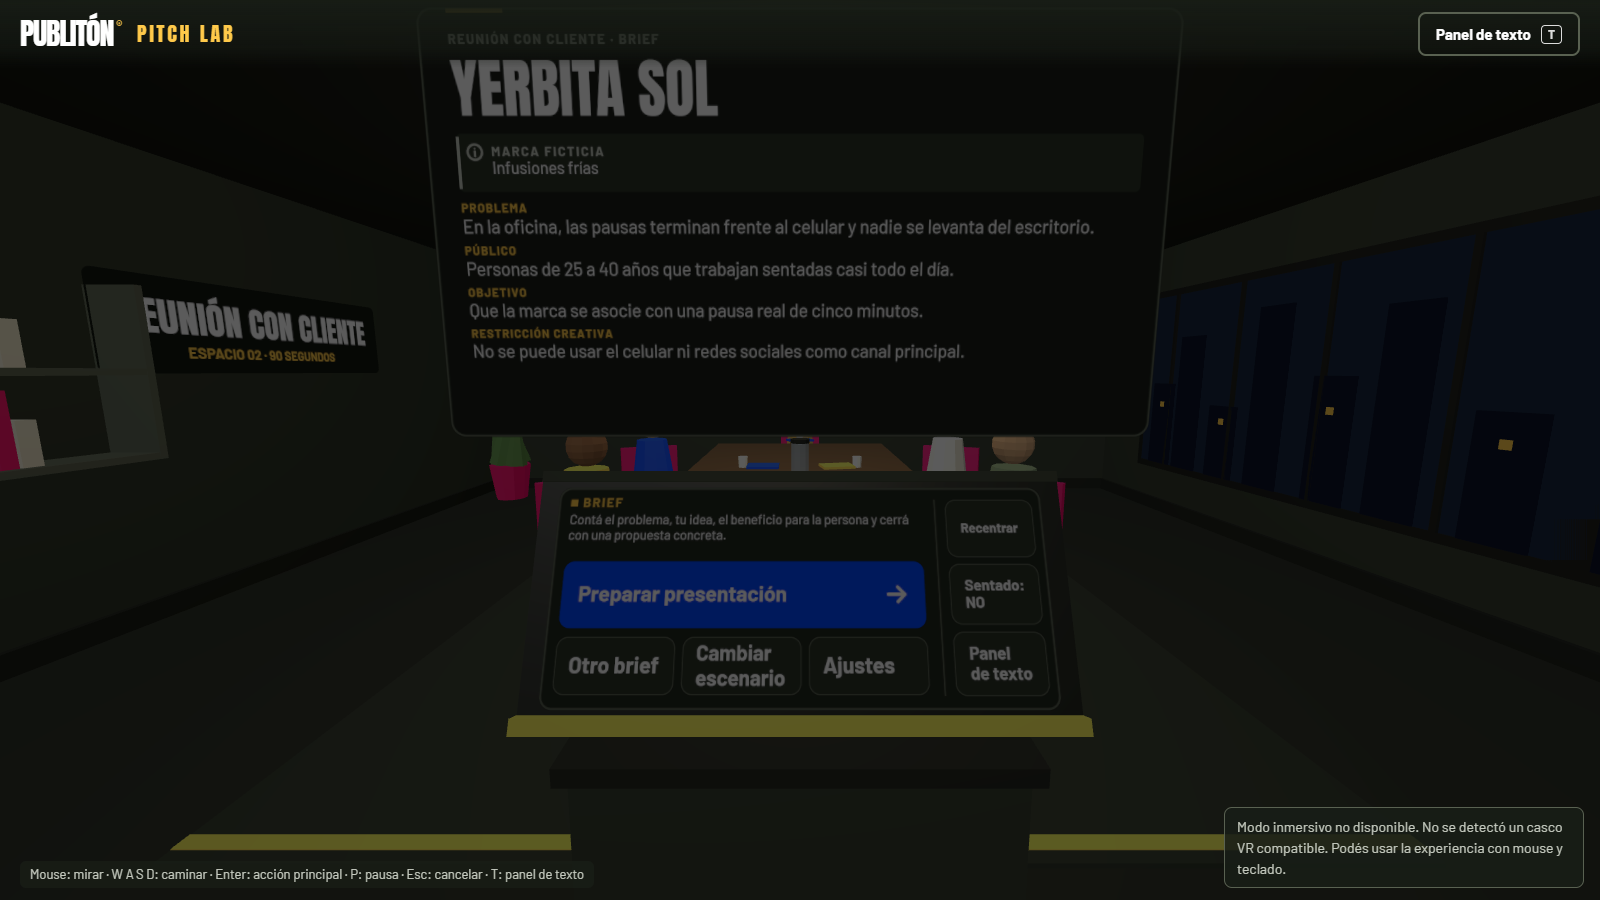 PUBLITÓN
PITCH LAB
Panel de texto T
REUNIÓN CON CLIENTE · BRIEF
YERBITA SOL
MARCA FICTICIA
Infusiones frías
PROBLEMA
En la oficina, las pausas terminan frente al celular y nadie se levanta del escritorio.
PÚBLICO
Personas de 25 a 40 años que trabajan sentadas casi todo el día.
OBJETIVO
Que la marca se asocie con una pausa real de cinco minutos.
RESTRICCIÓN CREATIVA
No se puede usar el celular ni redes sociales como canal principal.
EUNIÓN CON CLIENTE
ESPACIO 02 · 90 SEGUNDOS
BRIEF
Contá el problema, tu idea, el beneficio para la persona y cerrá
con una propuesta concreta.
Preparar presentación →
Otro brief
Cambiar
escenario
Ajustes
Recentrar
Sentado:
NO
Panel
de texto
Mouse: mirar · W A S D: caminar · Enter: acción principal · P: pausa · Esc: cancelar · T: panel de texto
Modo inmersivo no disponible. No se detectó un casco
VR compatible. Podés usar la experiencia con mouse y
teclado.